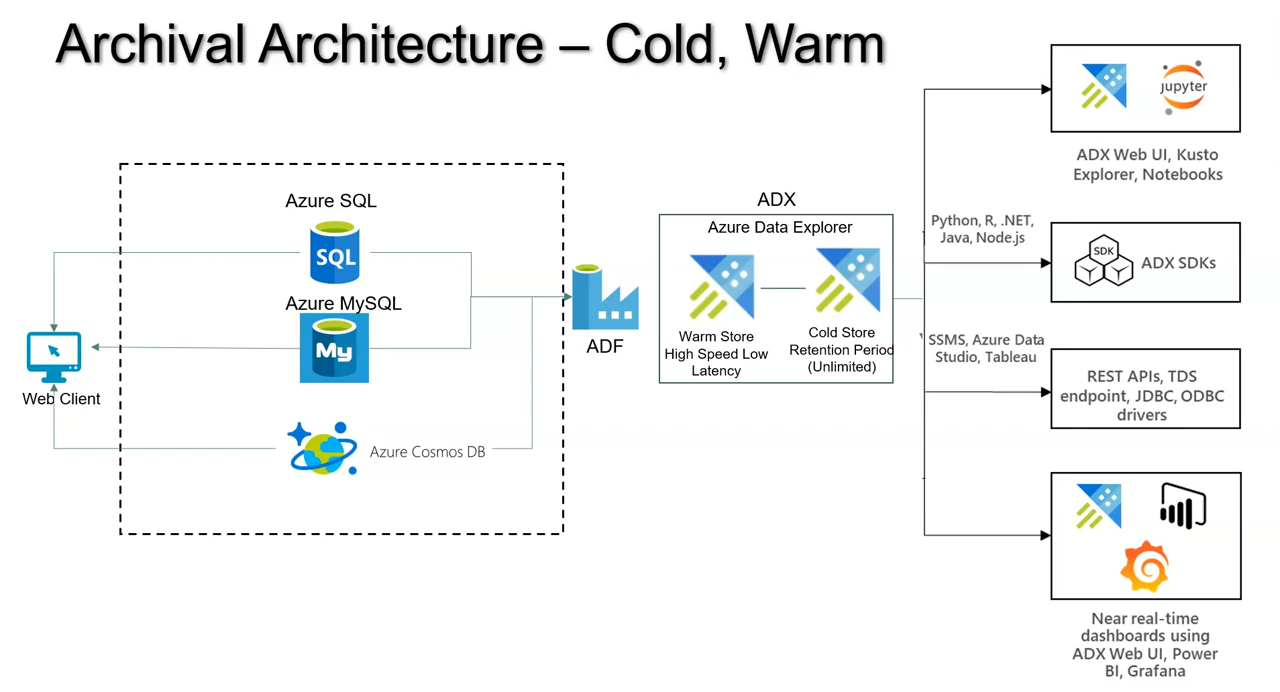 Archival Architecture – Cold, Warm
Azure SQL
SQL
Azure MySQL
My
Web Client
Azure Cosmos DB
ADF
ADX
Azure Data Explorer
Warm Store
High Speed Low
Latency
Cold Store
Retention Period
(Unlimited)
jupyter
ADX Web UI, Kusto
Explorer, Notebooks
Python, R, .NET,
Java, Node.js
SDK
ADX SDKs
SSMS, Azure Data
Studio, Tableau
REST APIs, TDS
endpoint, JDBC, ODBC
drivers
Near real-time
dashboards using
ADX Web UI, Power
BI, Grafana